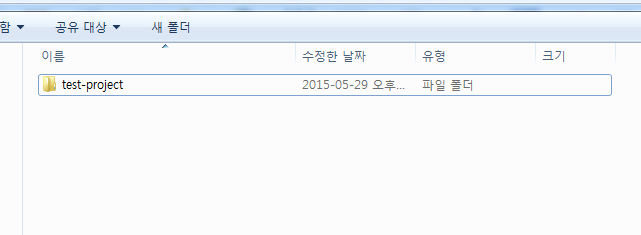 함 공유 대상 새 폴더
이름 수정한 날짜 유형 크기
test-project 2015-05-29 오후... 파일 폴더